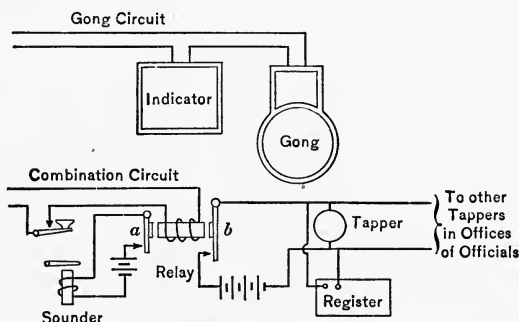 Gong Circuit
Indicator
Gong
Combination Circuit
a
b
Relay
Sounder
Tapper
Register
To other
Tappers
in Offices
of Officials